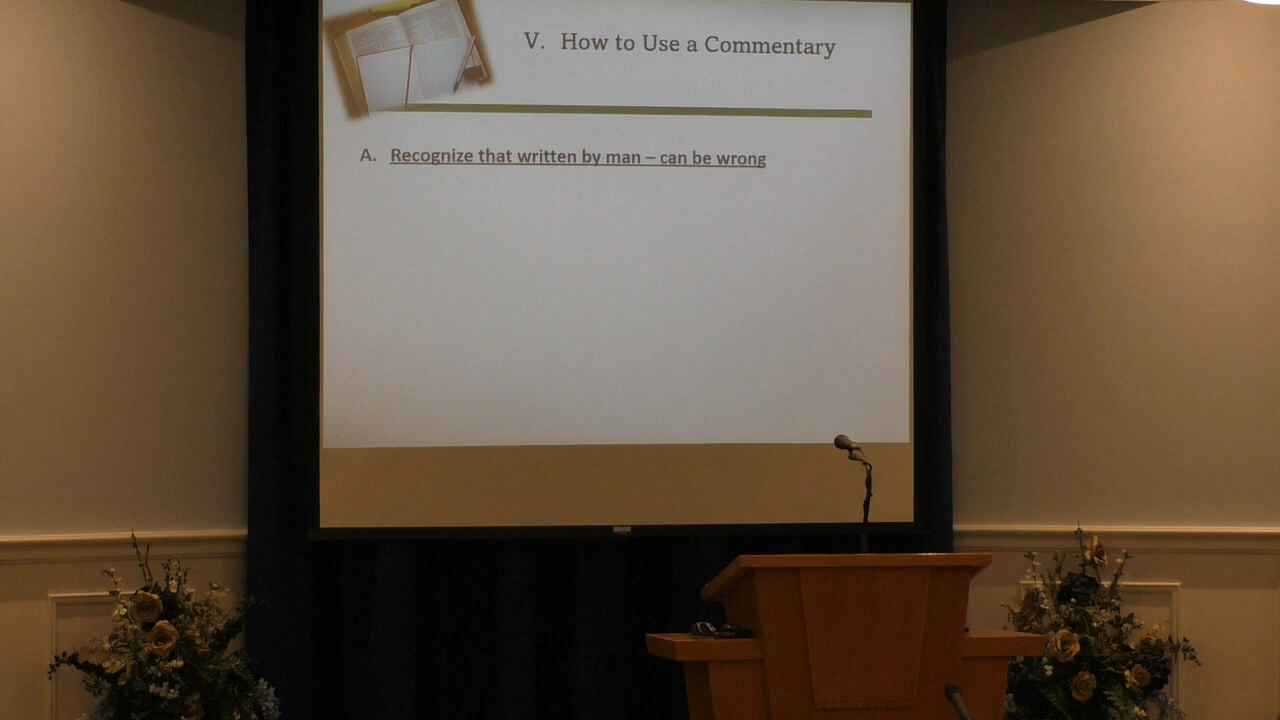 V. How to Use a Commentary
A. Recognize that written by man – can be wrong